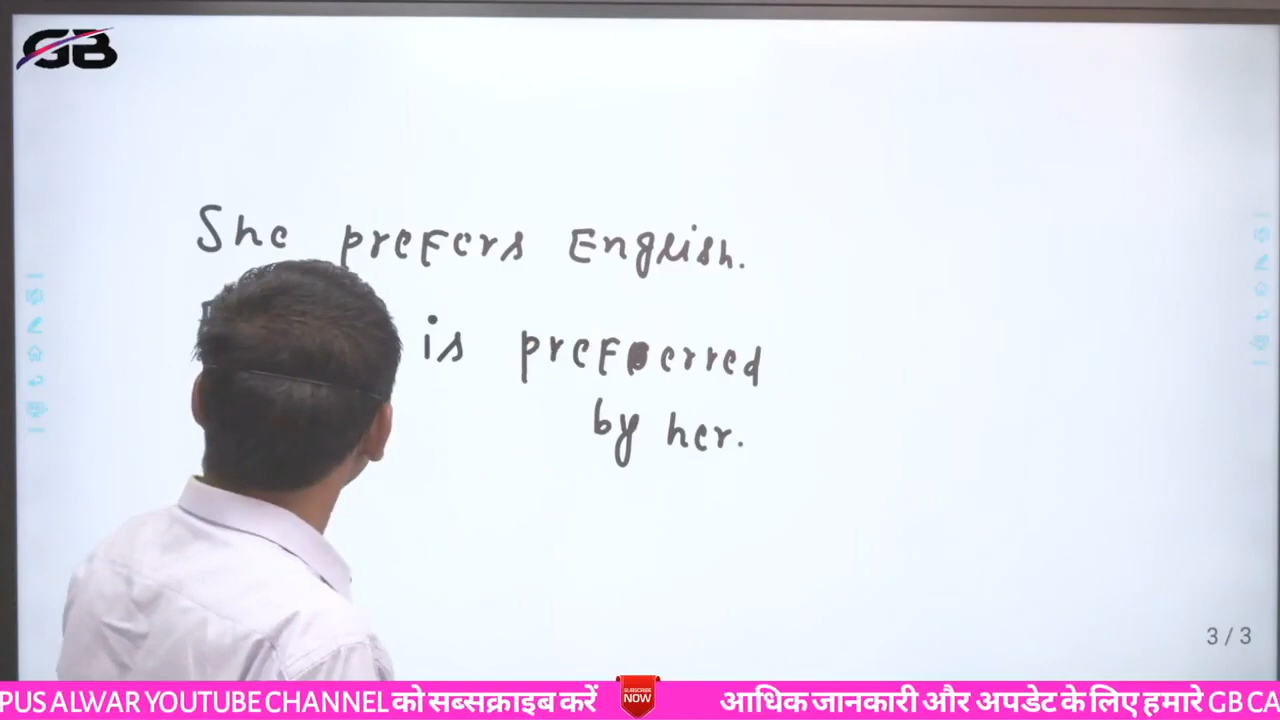 GB
She prefers English.
is preferred
by her.
3 / 3
PUS ALWAR YOUTUBE CHANNEL को सब्सक्राइब करें SUBSCRIBE NOW आधिक जानकारी और अपडेट के लिए हमारे GB CA